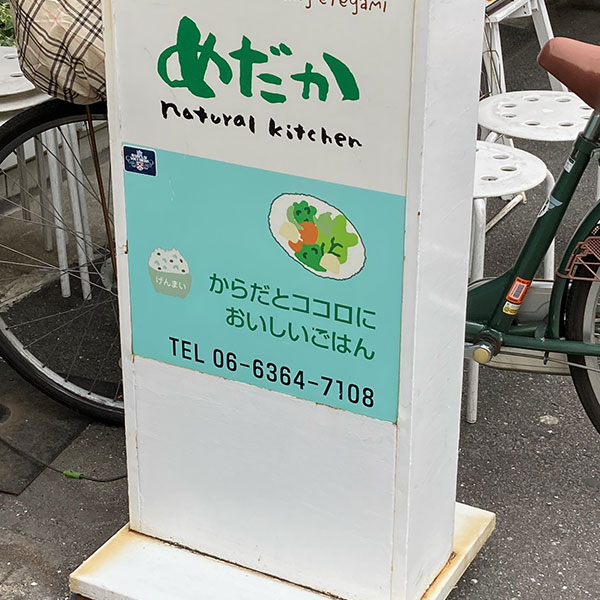 めだか
natural kitchen
げんまい
からだとココロに
おいしいごはん
TEL 06-6364-7108